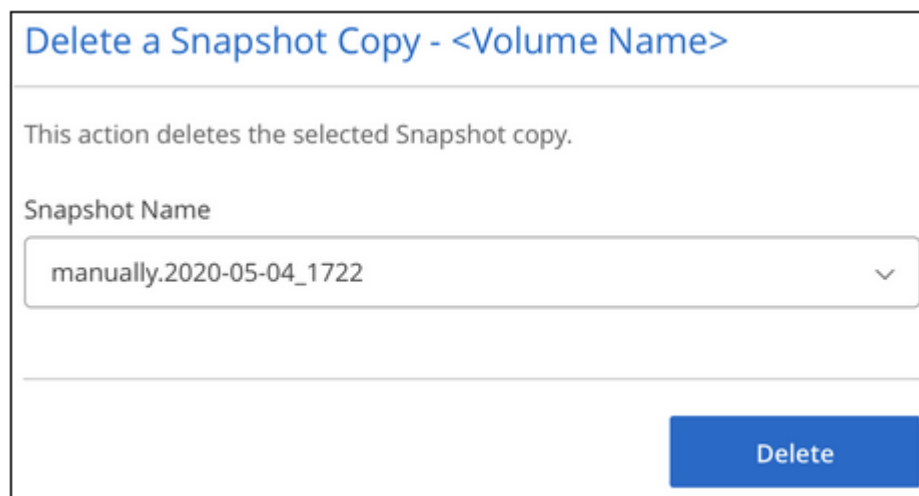 Delete a Snapshot Copy - <Volume Name>
This action deletes the selected Snapshot copy.
Snapshot Name
manually.2020-05-04_1722
Delete